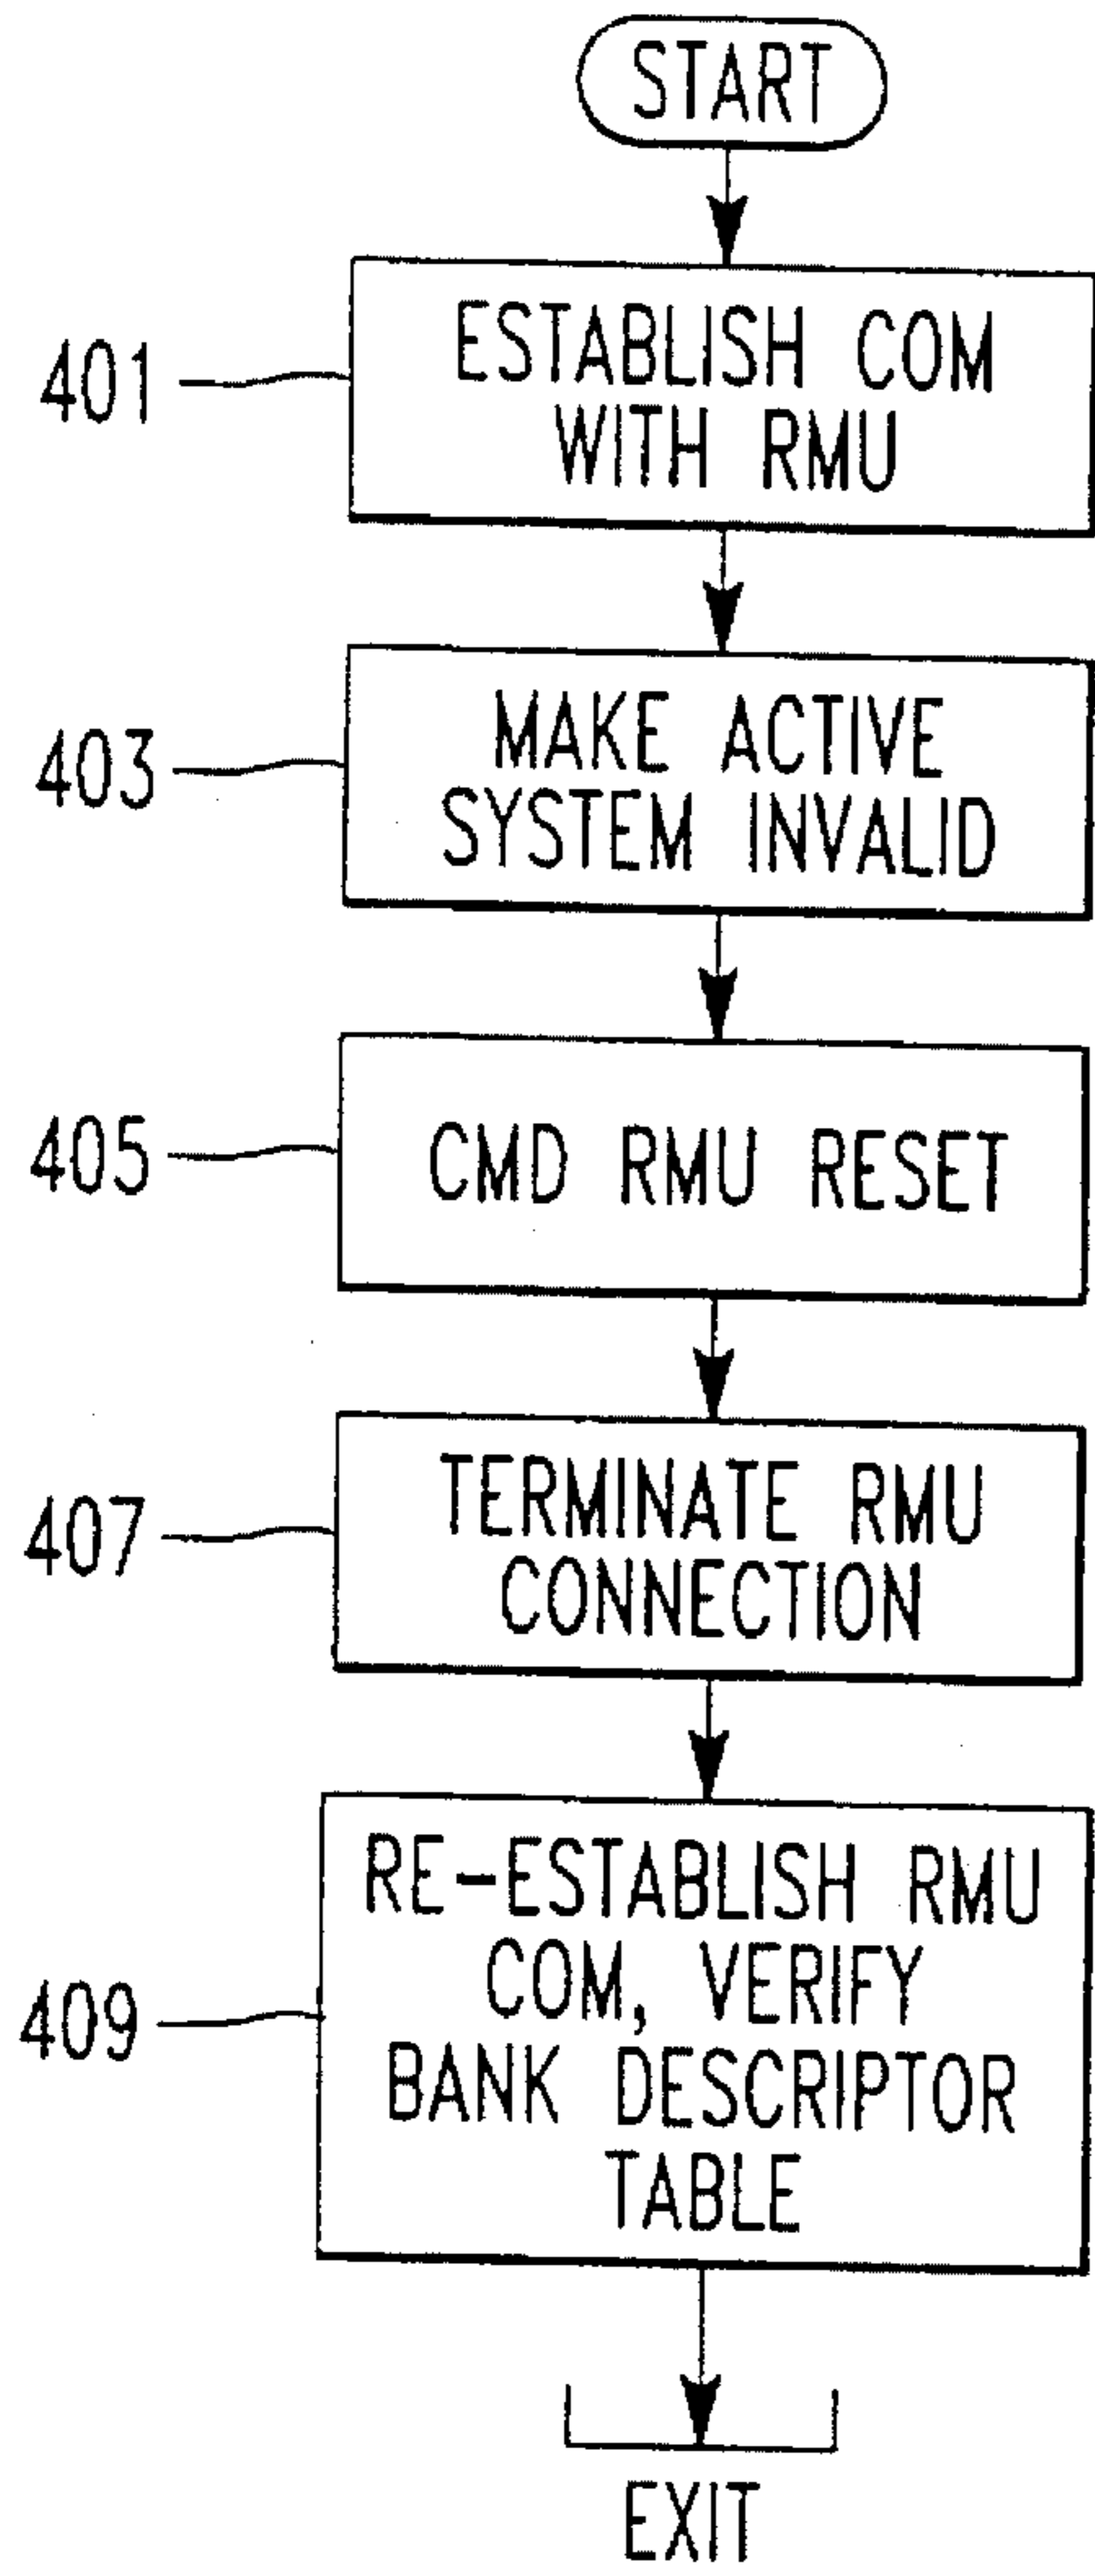 START
401
ESTABLISH COM
WITH RMU
403
MAKE ACTIVE
SYSTEM INVALID
405
CMD RMU RESET
407
TERMINATE RMU
CONNECTION
409
RE-ESTABLISH RMU
COM, VERIFY
BANK DESCRIPTOR
TABLE
EXIT